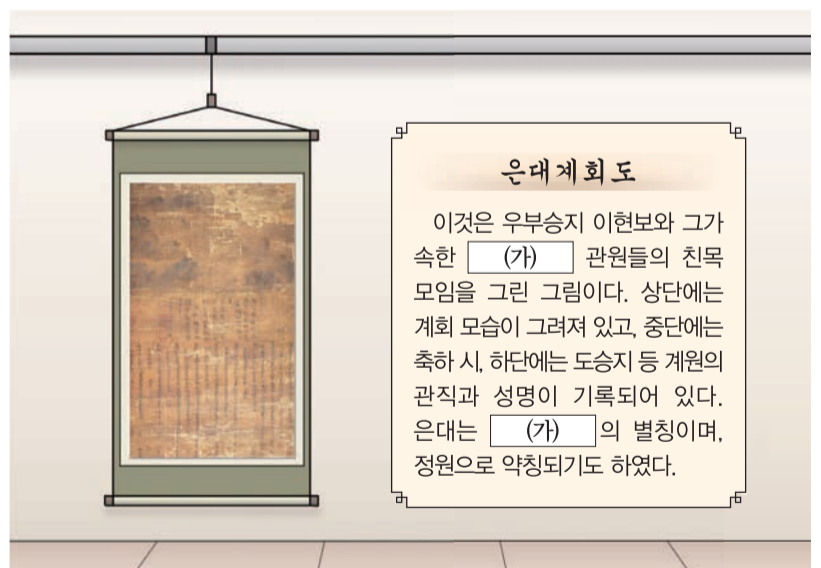 은대계회도
이것은 우부승지 이현보와 그가
속한 (가) 관원들의 친목
모임을 그린 그림이다. 상단에는
계회 모습이 그려져 있고, 중단에는
축하 시, 하단에는 도승지 등 계원의
관직과 성명이 기록되어 있다.
은대는 (가)의 별칭이며,
정원으로 약칭되기도 하였다.